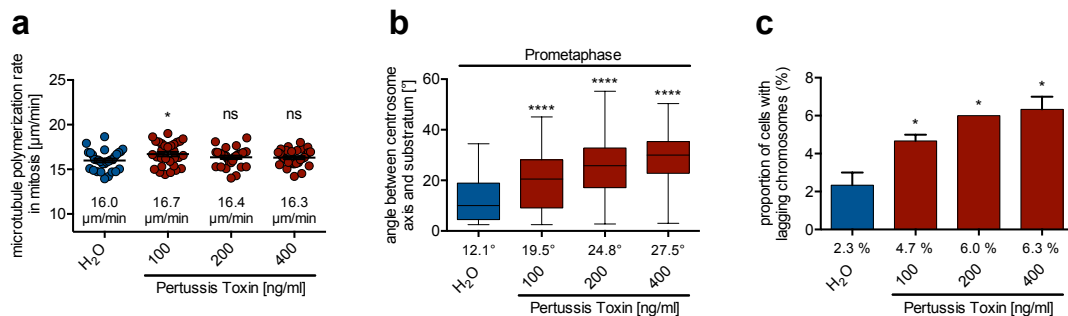 a
microtubule polymerization rate
in mitosis [µm/min]
25
20
15
10
*
ns
ns
16.0
µm/min
16.7
µm/min
16.4
µm/min
16.3
µm/min
H2O
100
200
400
Pertussis Toxin [ng/ml]
b
Prometaphase
angle between centrosome
axis and substratum [°]
60
40
20
0
****
****
****
12.1°
19.5°
24.8°
27.5°
H2O
100
200
400
Pertussis Toxin [ng/ml]
c
proportion of cells with
lagging chromosomes (%)
8
6
4
2
0
*
*
*
2.3 %
4.7 %
6.0 %
6.3 %
H2O
100
200
400
Pertussis Toxin [ng/ml]